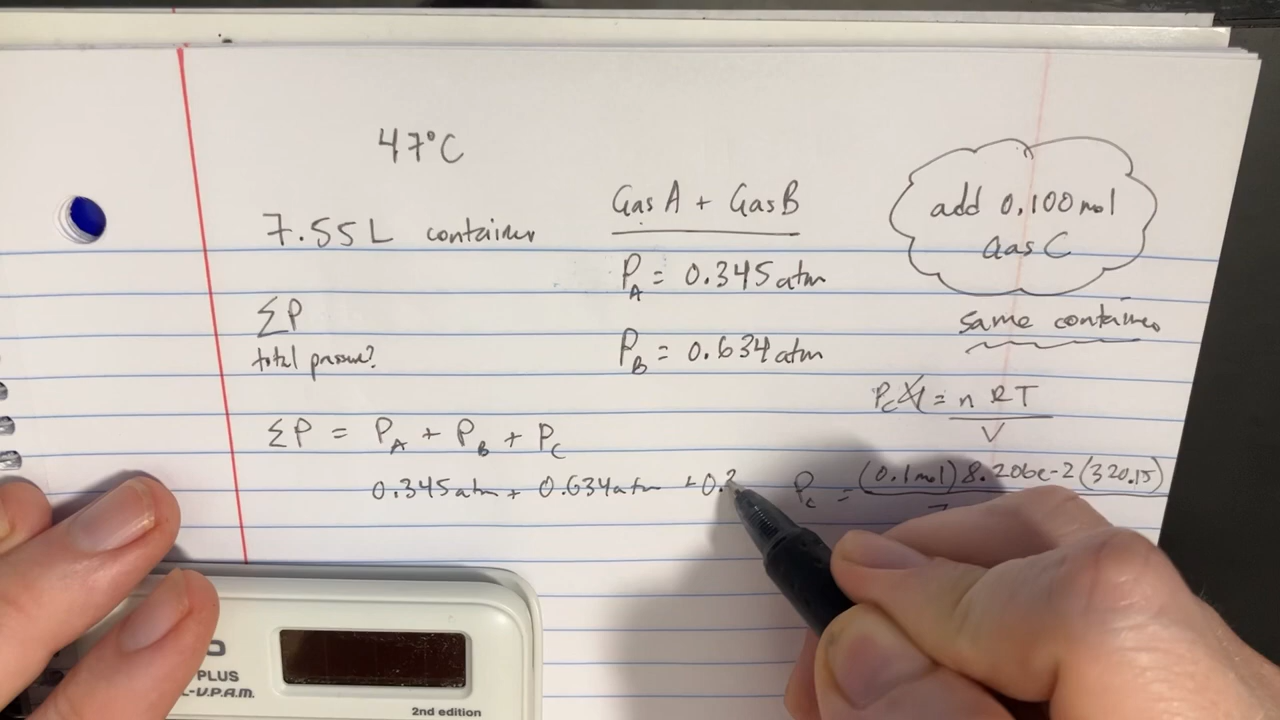 47°C
7.55L container
Gas A + Gas B
add 0.100 mol
Gas C
same container
P_A = 0.345 atm
P_B = 0.634 atm
ΣP
total pressure?
P_C V = n R T
V
ΣP = P_A + P_B + P_C
0.345 atm + 0.634 atm + 0.
P_C = (0.1 mol) 8.206e-2 (320.15)
PLUS
-V.P.A.M.
2nd edition